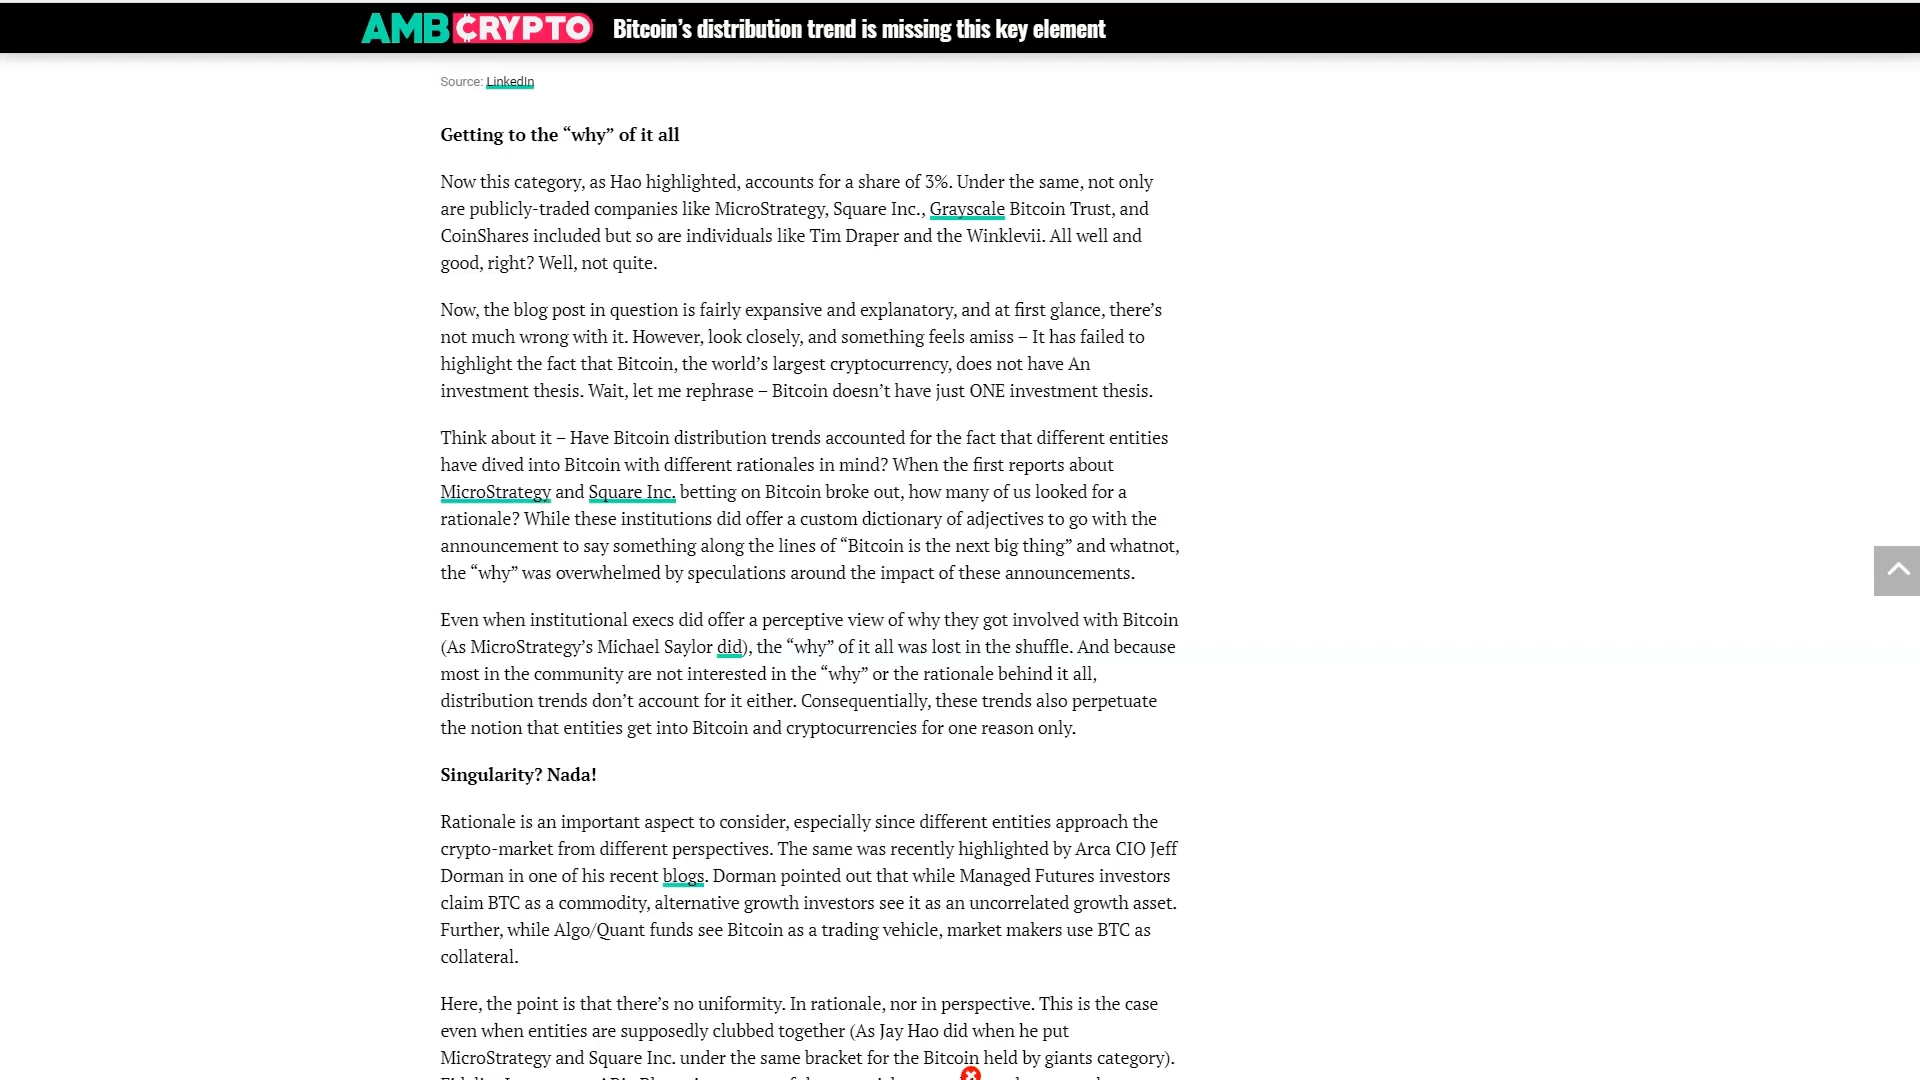 AMBCRYPTO Bitcoin’s distribution trend is missing this key element
Source: LinkedIn
Getting to the “why” of it all
Now this category, as Hao highlighted, accounts for a share of 3%. Under the same, not only
are publicly-traded companies like MicroStrategy, Square Inc., Grayscale Bitcoin Trust, and
CoinShares included but so are individuals like Tim Draper and the Winklevii. All well and
good, right? Well, not quite.
Now, the blog post in question is fairly expansive and explanatory, and at first glance, there’s
not much wrong with it. However, look closely, and something feels amiss – It has failed to
highlight the fact that Bitcoin, the world’s largest cryptocurrency, does not have An
investment thesis. Wait, let me rephrase – Bitcoin doesn’t have just ONE investment thesis.
Think about it – Have Bitcoin distribution trends accounted for the fact that different entities
have dived into Bitcoin with different rationales in mind? When the first reports about
MicroStrategy and Square Inc. betting on Bitcoin broke out, how many of us looked for a
rationale? While these institutions did offer a custom dictionary of adjectives to go with the
announcement to say something along the lines of “Bitcoin is the next big thing” and whatnot,
the “why” was overwhelmed by speculations around the impact of these announcements.
Even when institutional execs did offer a perceptive view of why they got involved with Bitcoin
(As MicroStrategy’s Michael Saylor did), the “why” of it all was lost in the shuffle. And because
most in the community are not interested in the “why” or the rationale behind it all,
distribution trends don’t account for it either. Consequentially, these trends also perpetuate
the notion that entities get into Bitcoin and cryptocurrencies for one reason only.
Singularity? Nada!
Rationale is an important aspect to consider, especially since different entities approach the
crypto-market from different perspectives. The same was recently highlighted by Arca CIO Jeff
Dorman in one of his recent blogs. Dorman pointed out that while Managed Futures investors
claim BTC as a commodity, alternative growth investors see it as an uncorrelated growth asset.
Further, while Algo/Quant funds see Bitcoin as a trading vehicle, market makers use BTC as
collateral.
Here, the point is that there’s no uniformity. In rationale, nor in perspective. This is the case
even when entities are supposedly clubbed together (As Jay Hao did when he put
MicroStrategy and Square Inc. under the same bracket for the Bitcoin held by giants category).